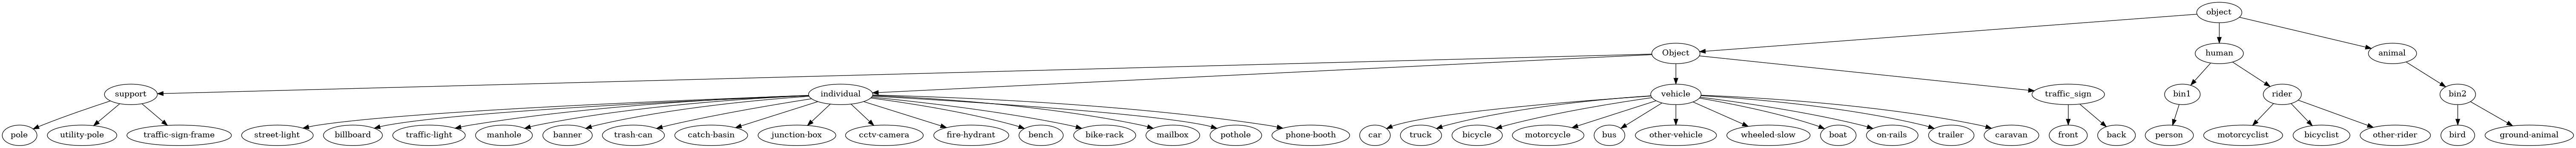 object
Object
human
animal
support
individual
vehicle
traffic_sign
bin1
rider
bin2
pole
utility-pole
traffic-sign-frame
street-light
billboard
traffic-light
manhole
banner
trash-can
catch-basin
junction-box
cctv-camera
fire-hydrant
bench
bike-rack
mailbox
pothole
phone-booth
car
truck
bicycle
motorcycle
bus
other-vehicle
wheeled-slow
boat
on-rails
trailer
caravan
front
back
person
motorcyclist
bicyclist
other-rider
bird
ground-animal